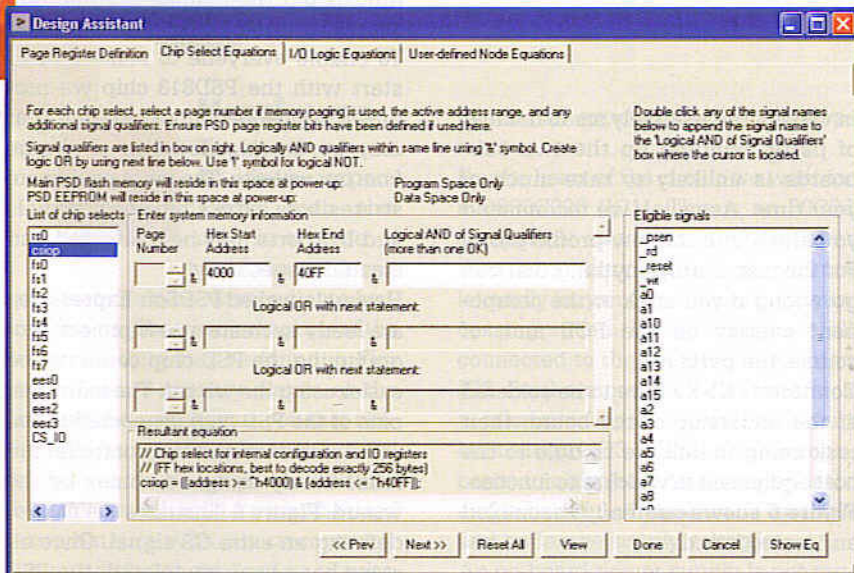 Design Assistant
Page Register Definition
Chip Select Equations
I/O Logic Equations
User-defined Node Equations
For each chip select, select a page number if memory paging is used, the active address range, and any
additional signal qualifiers. Ensure PSD page register bits have been defined if used here.
Signal qualifiers are listed in box on right. Logically AND qualifiers within same line using '&' symbol. Create
logic OR by using next line below. Use '!' symbol for logical NOT.
Double click any of the signal names
below to append the signal name to
the 'Logical AND of Signal Qualifiers'
box where the cursor is located.
Main PSD flash memory will reside in this space at power-up: Program Space Only
PSD EEPROM will reside in this space at power-up: Data Space Only
List of chip selects
rs0
csiop
fs0
fs1
fs2
fs3
fs4
fs5
fs6
fs7
ees0
ees1
ees2
ees3
CS_IO
Enter system memory information
Page Number
Hex Start Address
Hex End Address
Logical AND of Signal Qualifiers
(more than one OK)
& 4000 & 40FF &
Logical OR with next statement:
& & &
Logical OR with next statement:
& & &
Resultant equation
// Chip select for internal configuration and IO registers
// (FF hex locations, best to decode exactly 256 bytes)
csiop = ((address >= ^h4000) & (address <= ^h40FF));
Eligible signals
_psen
_rd
_reset
_wr
a0
a1
a10
a11
a12
a13
a14
a15
a2
a3
a4
a5
a6
a7
a8
<< Prev
Next >>
Reset All
View
Done
Cancel
Show Eq.